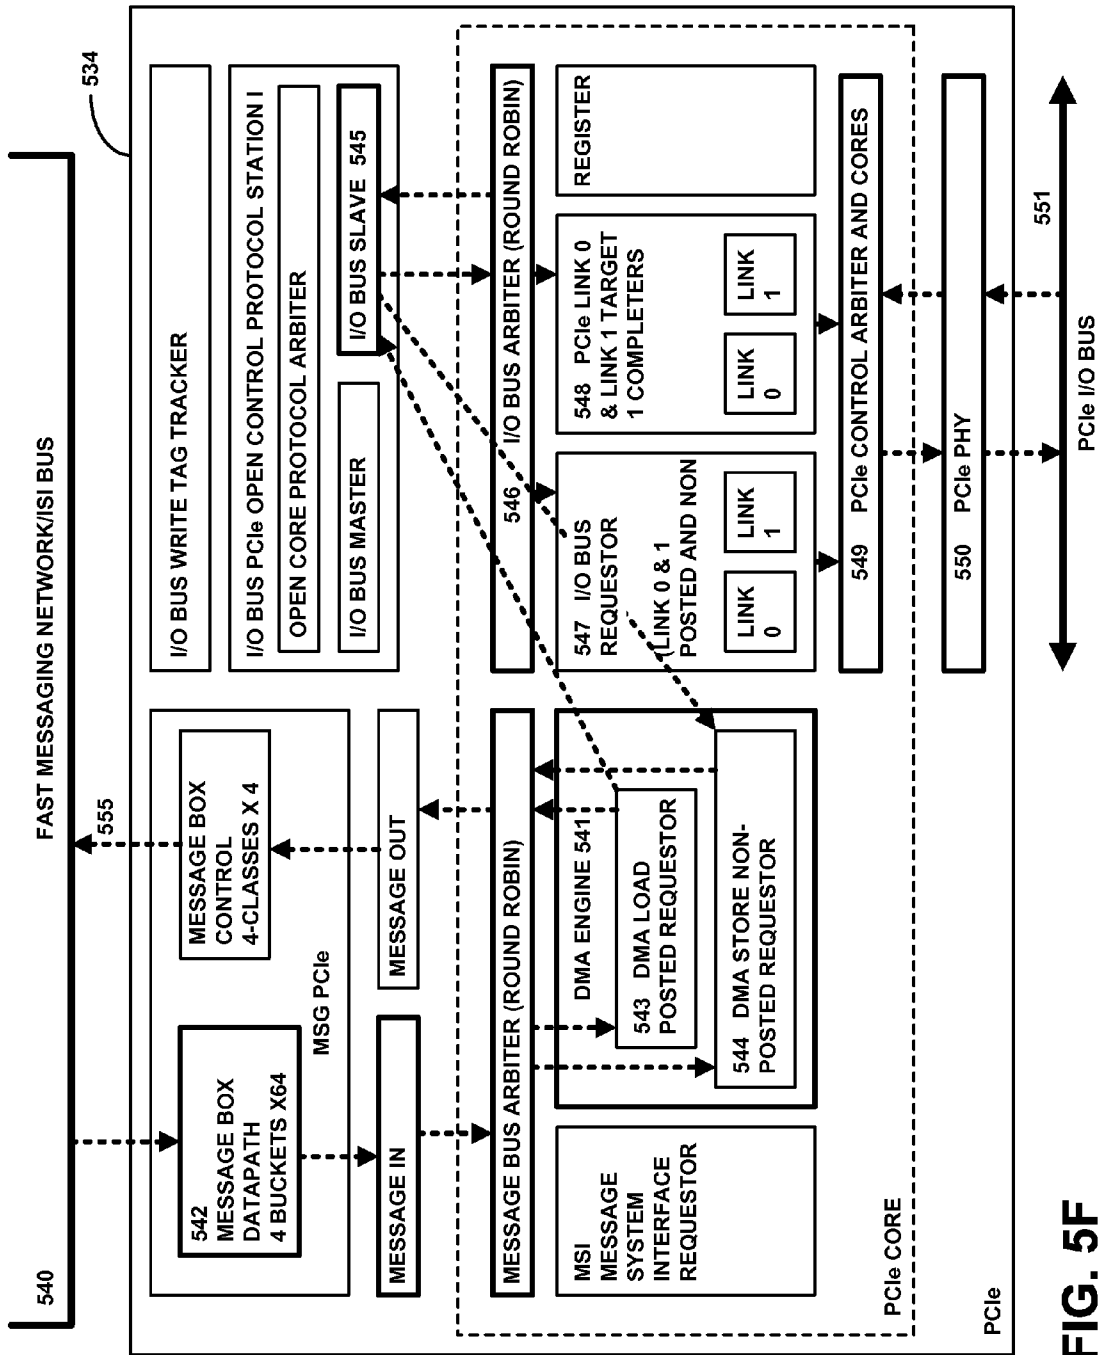 540
FAST MESSAGING NETWORK/ISI BUS
534
555
542
MESSAGE BOX
DATAPATH
4 BUCKETS X64
MESSAGE BOX
CONTROL
4-CLASSES X 4
MSG PCIe
MESSAGE IN
MESSAGE OUT
I/O BUS WRITE TAG TRACKER
I/O BUS PCIe OPEN CONTROL PROTOCOL STATION I
OPEN CORE PROTOCOL ARBITER
I/O BUS MASTER
I/O BUS SLAVE 545
MESSAGE BUS ARBITER (ROUND ROBIN)
546 I/O BUS ARBITER (ROUND ROBIN)
MSI
MESSAGE
SYSTEM
INTERFACE
REQUESTOR
DMA ENGINE 541
543 DMA LOAD
POSTED REQUESTOR
544 DMA STORE NON-
POSTED REQUESTOR
547 I/O BUS
REQUESTOR
(LINK 0 & 1
POSTED AND NON
LINK
0
LINK
1
548 PCIe LINK 0
& LINK 1 TARGET
1 COMPLETERS
LINK
0
LINK
1
REGISTER
549 PCIe CONTROL ARBITER AND CORES
PCIe CORE
550 PCIe PHY
PCIe
551
PCIe I/O BUS
FIG. 5F